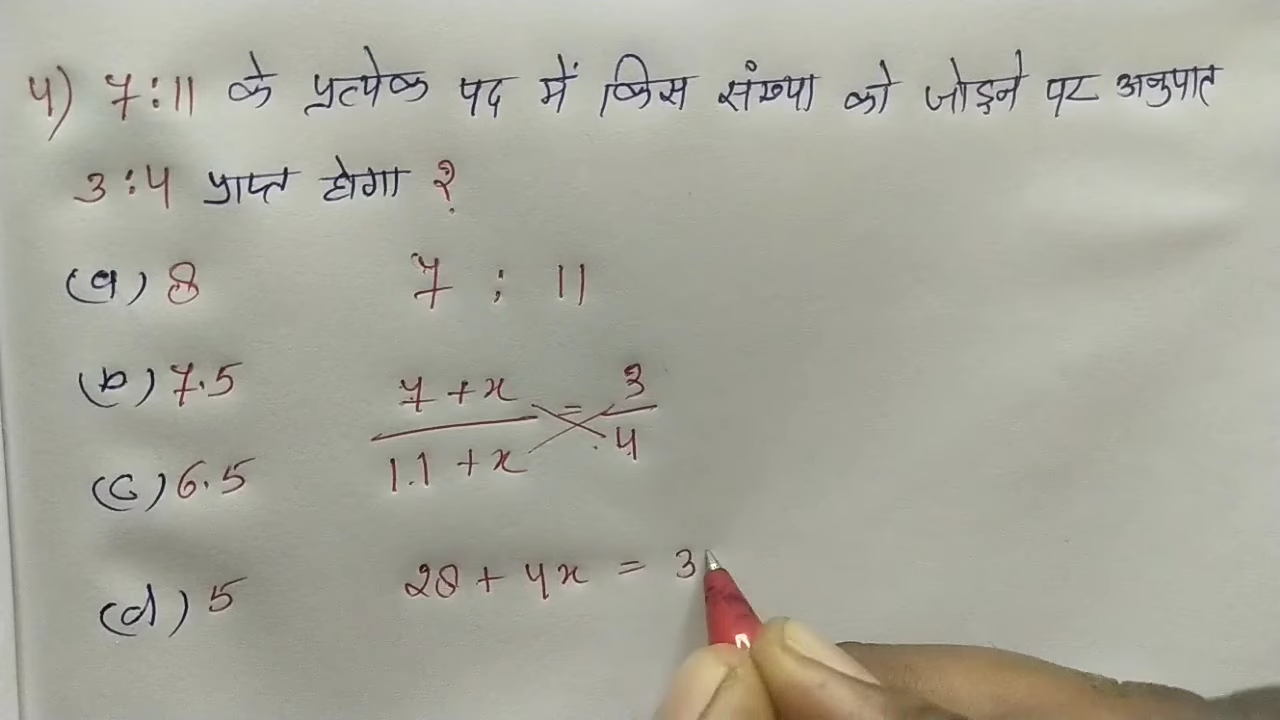 4) 7:11 के प्रत्येक पद में किस संख्या को जोड़ने पर अनुपात
3:4 प्राप्त होगा ?
(a) 8
7 : 11
(b) 7.5
7+x / 11+x = 3/4
(c) 6.5
28 + 4x = 3
(d) 5